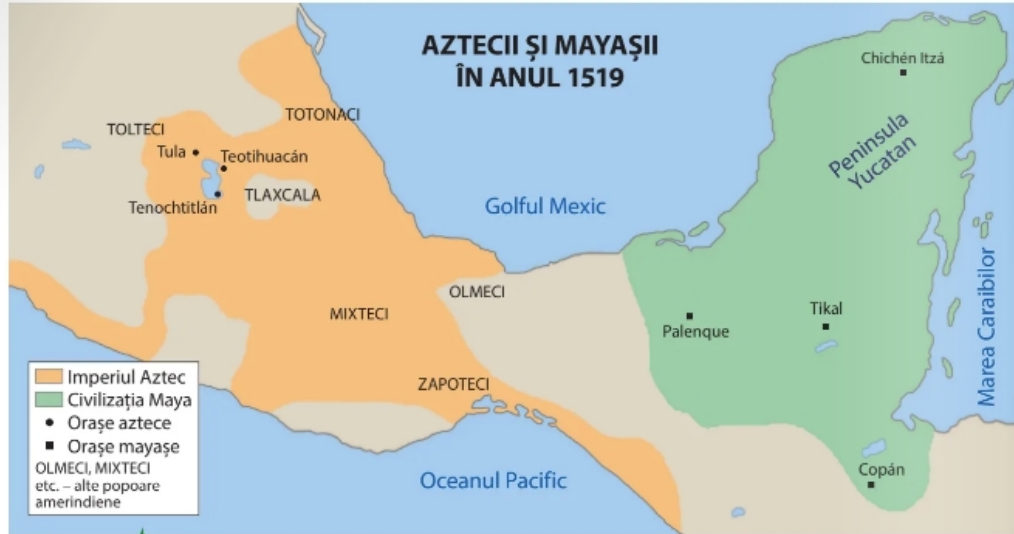 AZTECII ȘI MAYAȘII
ÎN ANUL 1519
Chichén Itzá
Peninsula
Yucatan
TOTONACI
TOLTECI
Tula
Teotihuacán
TLAXCALA
Tenochtitlán
Golful Mexic
Marea Caraibilor
OLMECI
MIXTECI
Palenque
Tikal
ZAPOTECI
Copán
Oceanul Pacific
Imperiul Aztec
Civilizația Maya
Orașe aztece
Orașe mayașe
OLMECI, MIXTECI
etc. – alte popoare
amerindiene